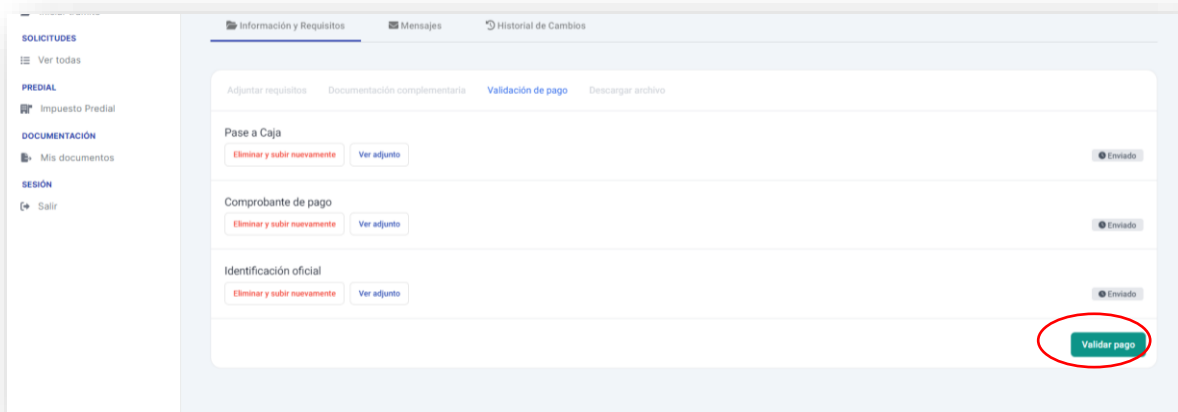 SOLICITUDES
Ver todas
PREDIAL
Impuesto Predial
DOCUMENTACIÓN
Mis documentos
SESIÓN
Salir
Información y Requisitos Mensajes Historial de Cambios
Adjuntar requisitos Documentación complementaria Validación de pago Descargar archivo
Pase a Caja
Eliminar y subir nuevamente Ver adjunto Enviado
Comprobante de pago
Eliminar y subir nuevamente Ver adjunto Enviado
Identificación oficial
Eliminar y subir nuevamente Ver adjunto Enviado
Validar pago